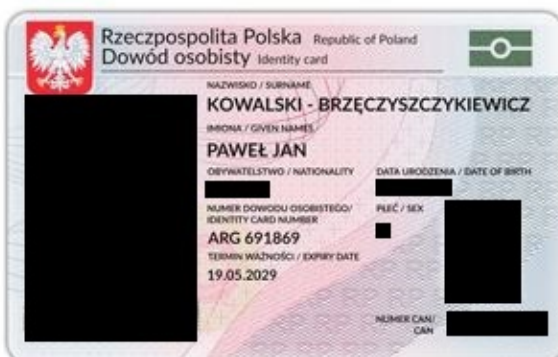 Rzeczpospolita Polska Republic of Poland
Dowód osobisty Identity card
NAZWISKO / SURNAME
KOWALSKI - BRZĘCZYSZCZYKIEWICZ
IMIONA / GIVEN NAMES
PAWEŁ JAN
OBYWATELSTWO / NATIONALITY DATA URODZENIA / DATE OF BIRTH
NUMER DOWODU OSOBISTEGO/ PŁEĆ / SEX
IDENTITY CARD NUMBER
ARG 691869
TERMIN WAŻNOŚCI / EXPIRY DATE
19.05.2029
NUMER CAN/
CAN